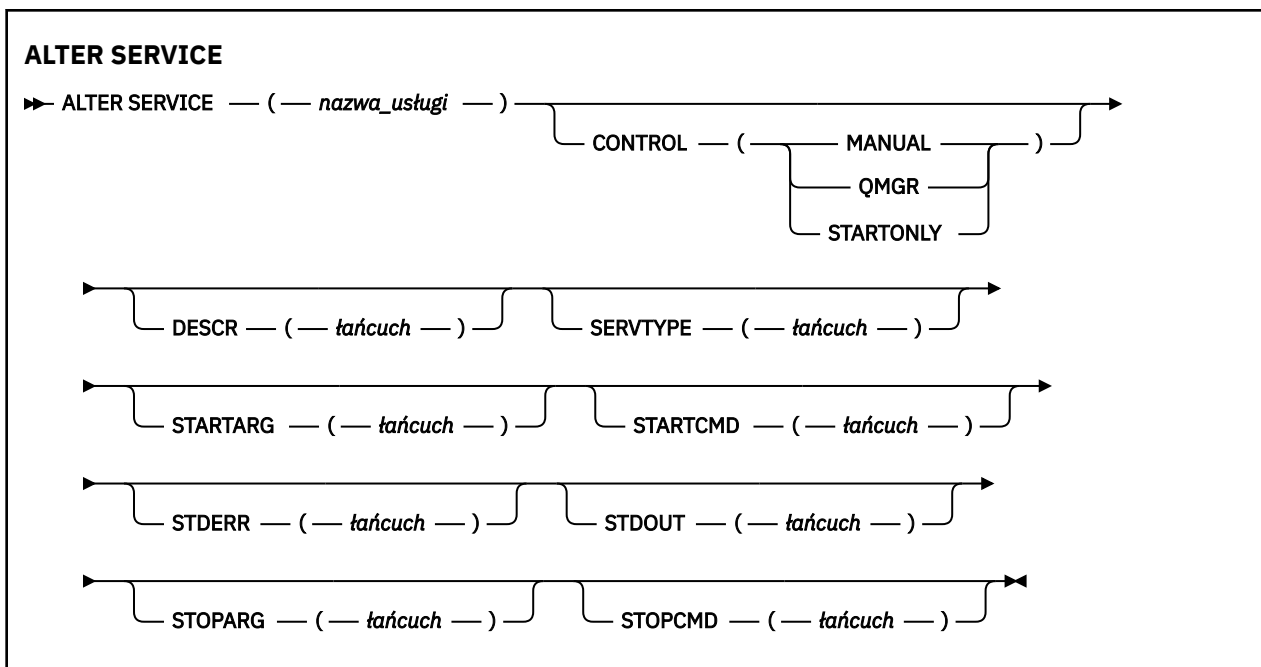 ALTER SERVICE
ALTER SERVICE ( nazwa_usługi )
CONTROL ( MANUAL )
QMGR
STARTONLY
DESCR ( łańcuch ) SERVTYPE ( łańcuch )
STARTARG ( łańcuch ) STARTCMD ( łańcuch )
STDERR ( łańcuch ) STDOUT ( łańcuch )
STOPARG ( łańcuch ) STOPCMD ( łańcuch )